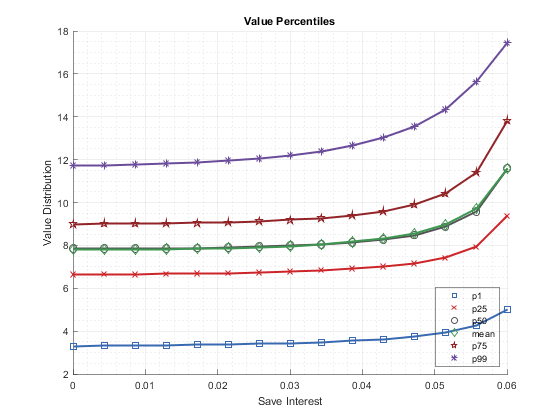 Value Percentiles
18
16
14
12
10
8
6
4
2
Value Distribution
0
0.01
0.02
0.03
0.04
0.05
0.06
Save Interest
p1
p25
p50
mean
p75
p99